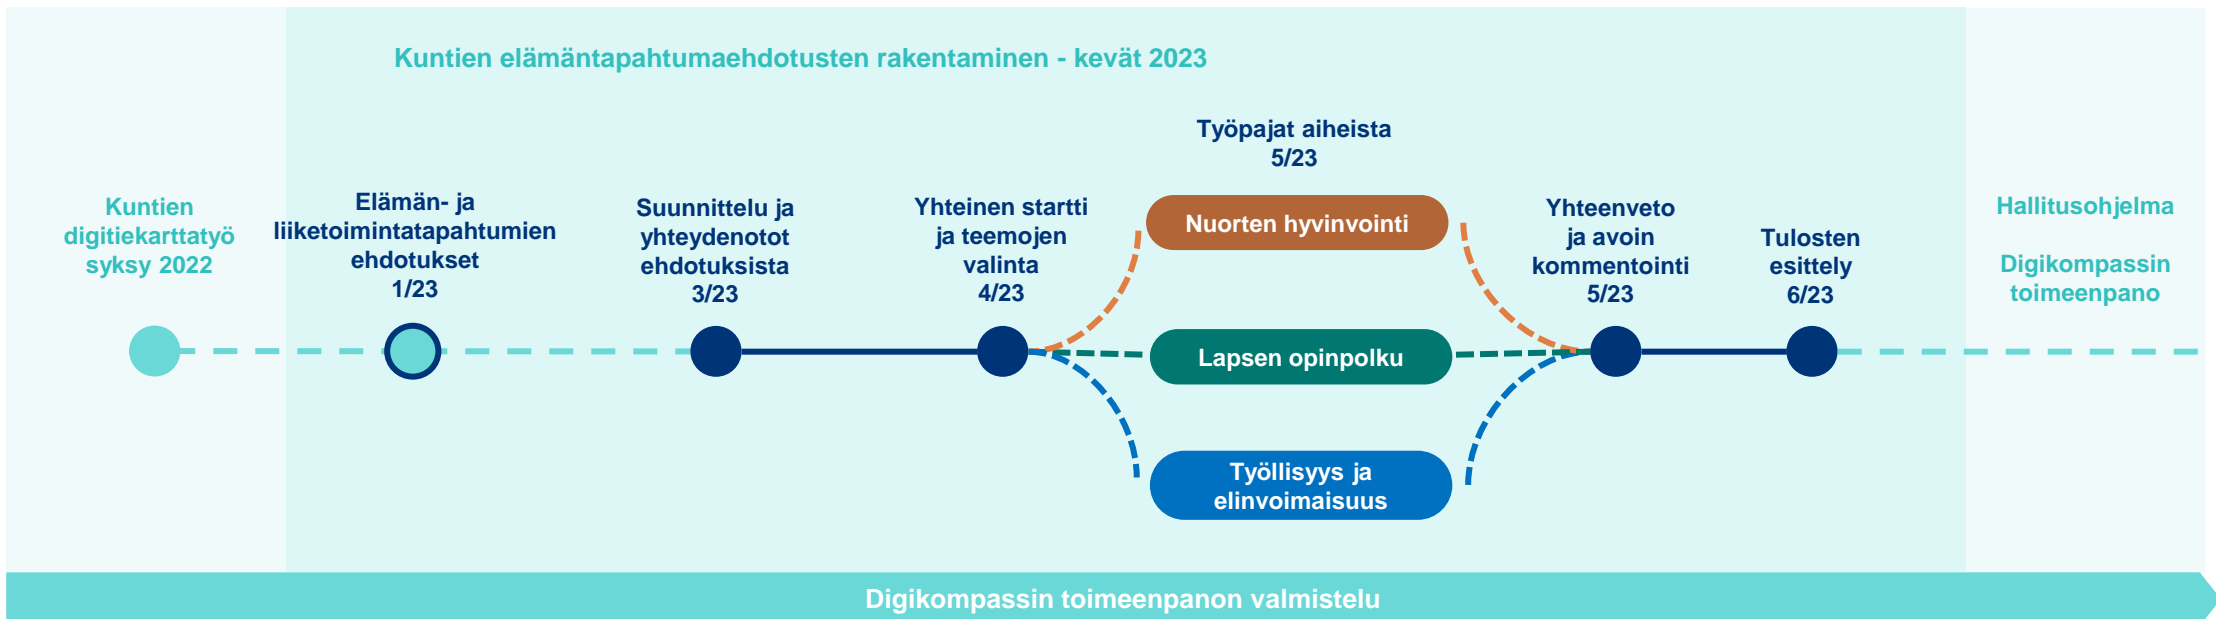 Kuntien elämäntapahtumaehdotusten rakentaminen - kevät 2023
Kuntien
digitiekarttatyö
syksy 2022
Elämän- ja
liiketoimintatapahtumien
ehdotukset
1/23
Suunnittelu ja
yhteydenotot
ehdotuksista
3/23
Yhteinen startti
ja teemojen
valinta
4/23
Työpajat aiheista
5/23
Nuorten hyvinvointi
Lapsen opinpolku
Työllisyys ja
elinvoimaisuus
Yhteenveto
ja avoin
kommentointi
5/23
Tulosten
esittely
6/23
Hallitusohjelma
Digikompassin
toimeenpano
Digikompassin toimeenpanon valmistelu